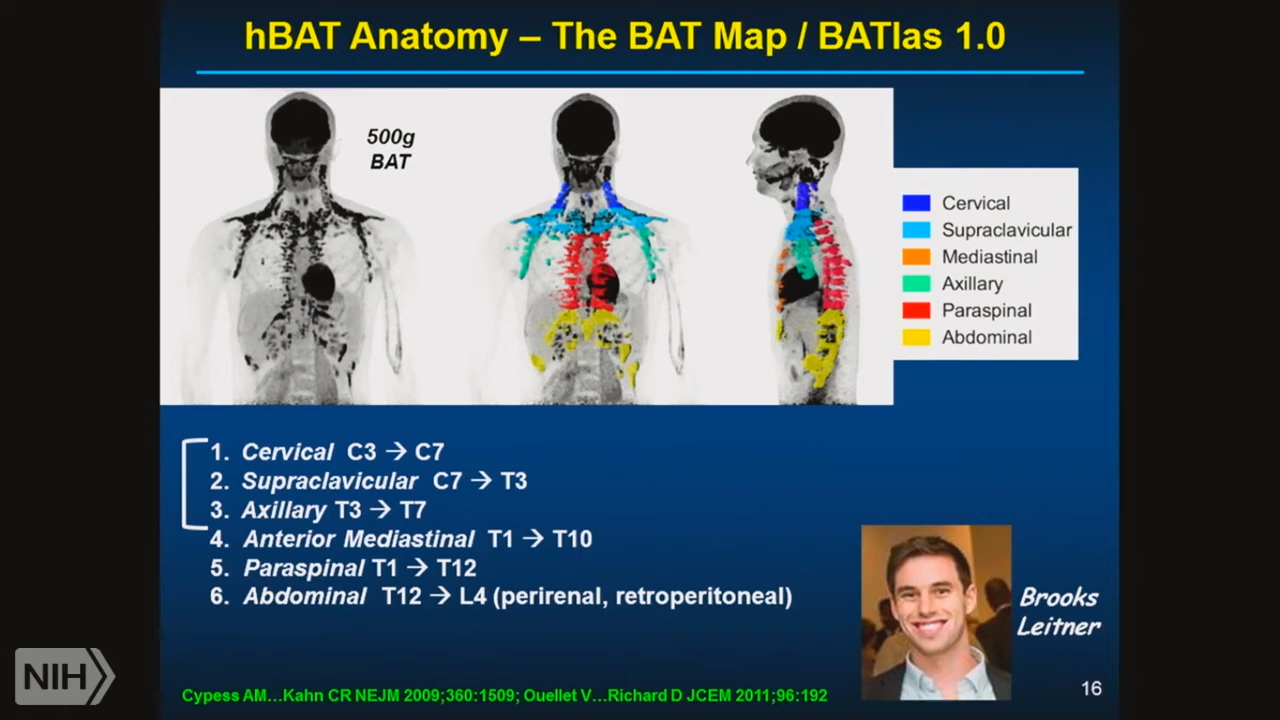 hBAT Anatomy – The BAT Map / BATlas 1.0
500g
BAT
Cervical
Supraclavicular
Mediastinal
Axillary
Paraspinal
Abdominal
1. Cervical C3 → C7
2. Supraclavicular C7 → T3
3. Axillary T3 → T7
4. Anterior Mediastinal T1 → T10
5. Paraspinal T1 → T12
6. Abdominal T12 → L4 (perirenal, retroperitoneal)
Brooks
Leitner
NIH
Cypess AM...Kahn CR NEJM 2009;360:1509; Ouellet V...Richard D JCEM 2011;96:192
16